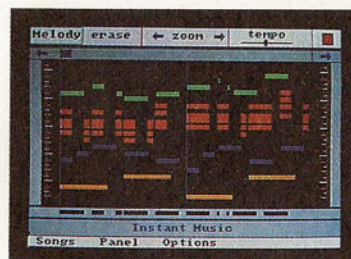 Melody erase ← zoom → tempo
← →
Instant Music
Songs Panel Options